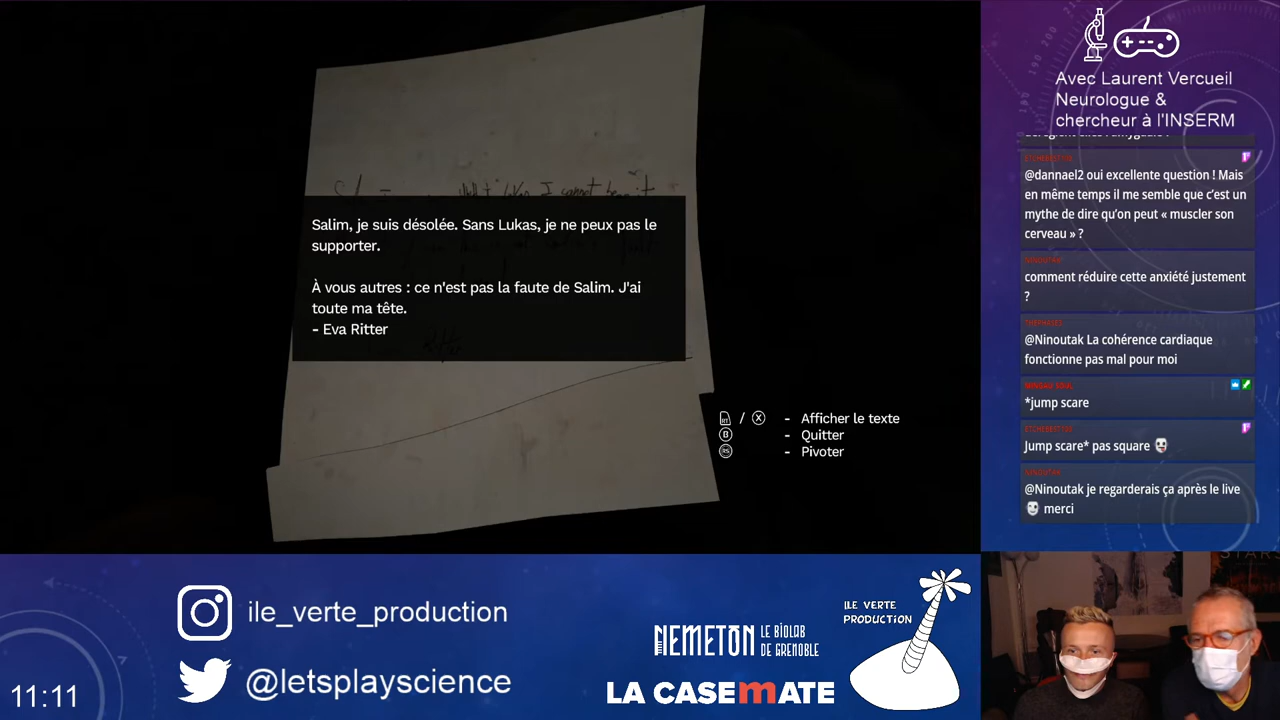 I cannot
Salim, je suis désolée. Sans Lukas, je ne peux pas le
supporter.
À vous autres : ce n'est pas la faute de Salim. J'ai
toute ma tête.
- Eva Ritter
RT / X - Afficher le texte
B - Quitter
RS - Pivoter
Avec Laurent Vercueil
Neurologue &
chercheur à l'INSERM
@dannael2 oui excellente question ! Mais
en même temps il me semble que c'est un
mythe de dire qu'on peut « muscler son
cerveau » ?
NINOUTAK
comment réduire cette anxiété justement
?
@Ninoutak La cohérence cardiaque
fonctionne pas mal pour moi
*jump scare
Jump scare* pas square
NINOUTAK
@Ninoutak je regarderais ça après le live
merci
ile_verte_production
@letsplayscience
11:11
NEMETON LE BIOLAB
DE GRENOBLE
LA CASEMATE
ILE VERTE
PRODUCTION